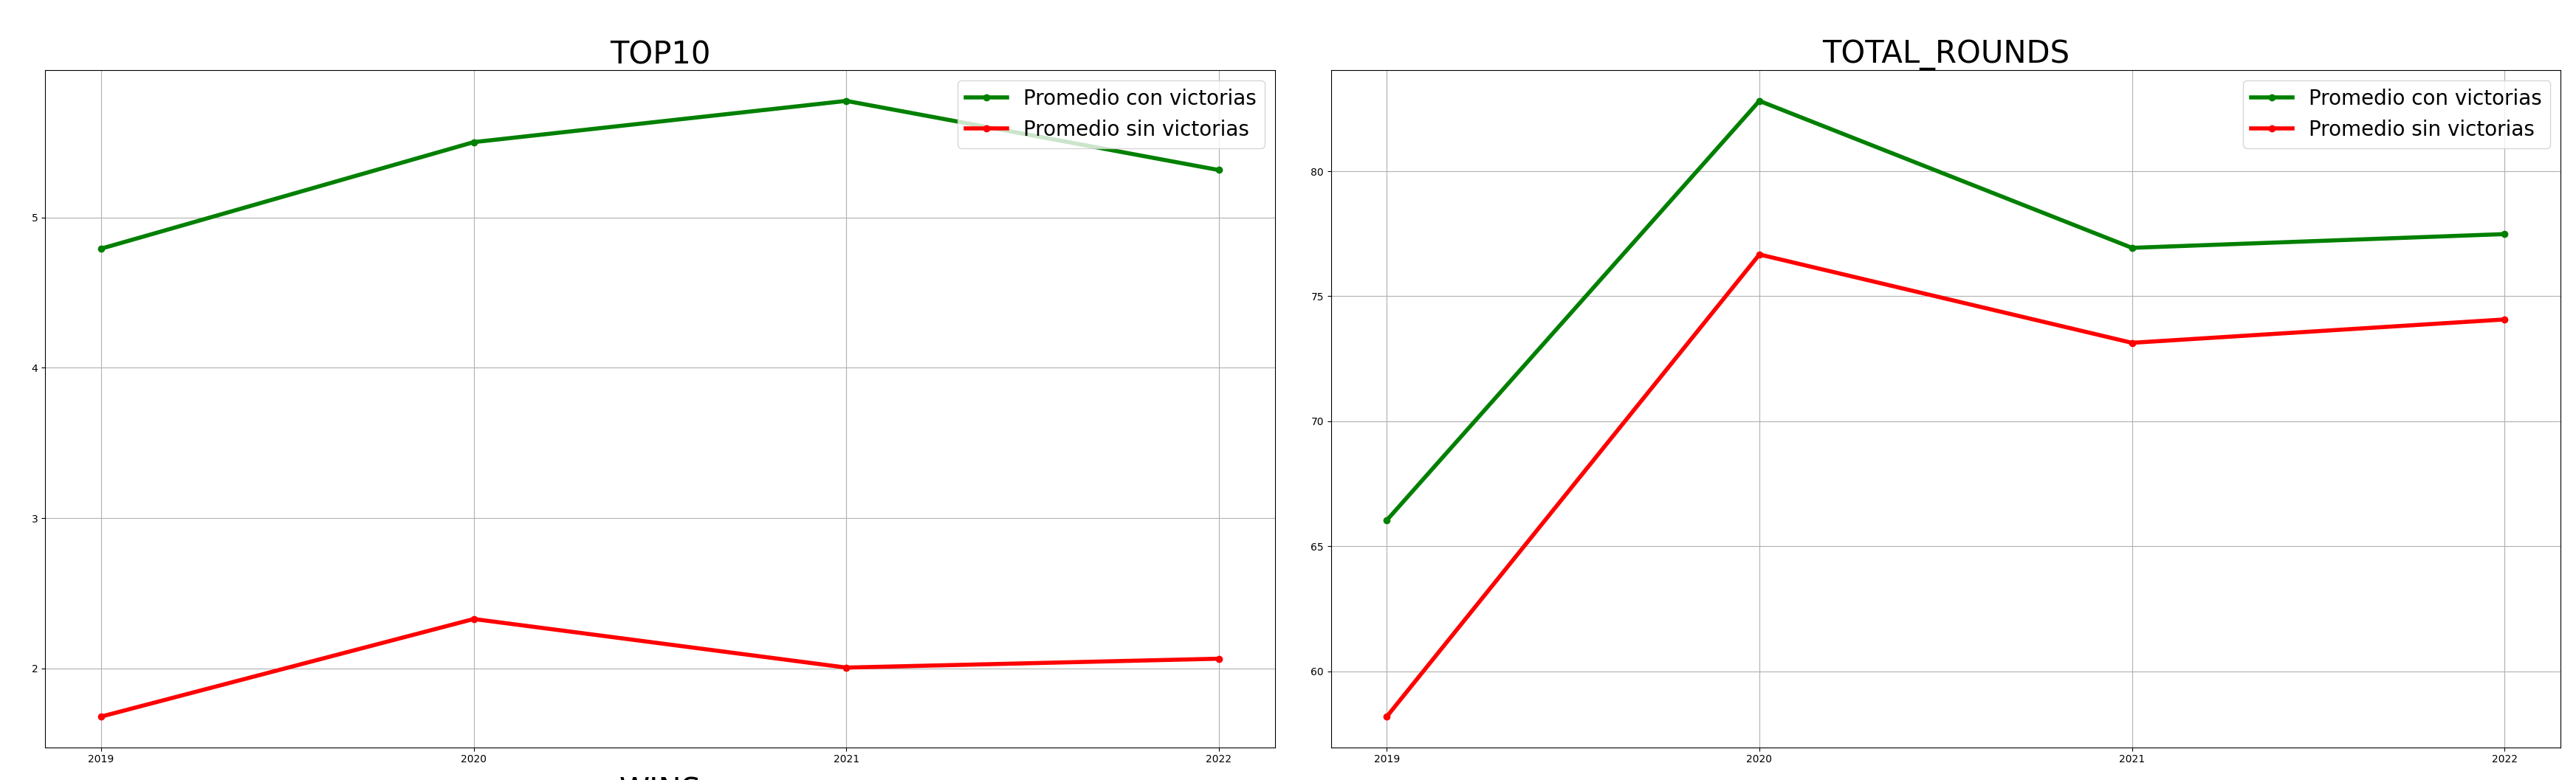 TOP10
Promedio con victorias
Promedio sin victorias
5
4
3
2
2019 2020 2021 2022
TOTAL_ROUNDS
Promedio con victorias
Promedio sin victorias
80
75
70
65
60
2019 2020 2021 2022
WINS